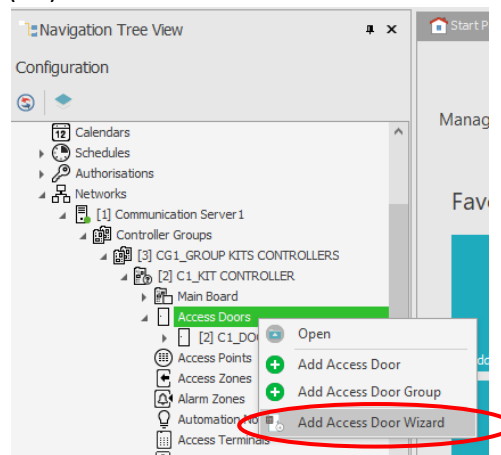 Navigation Tree View
Start P
Configuration
Manag
12 Calendars
Schedules
Authorisations
Networks
Fav
[1] Communication Server1
Controller Groups
[3] CG1_GROUP KITS CONTROLLERS
[2] C1_KIT CONTROLLER
Main Board
Access Doors
[2] C1_DO
Open
Access Points
Add Access Door
Access Zones
Add Access Door Group
Alarm Zones
Automation No
Add Access Door Wizard
Access Terminals